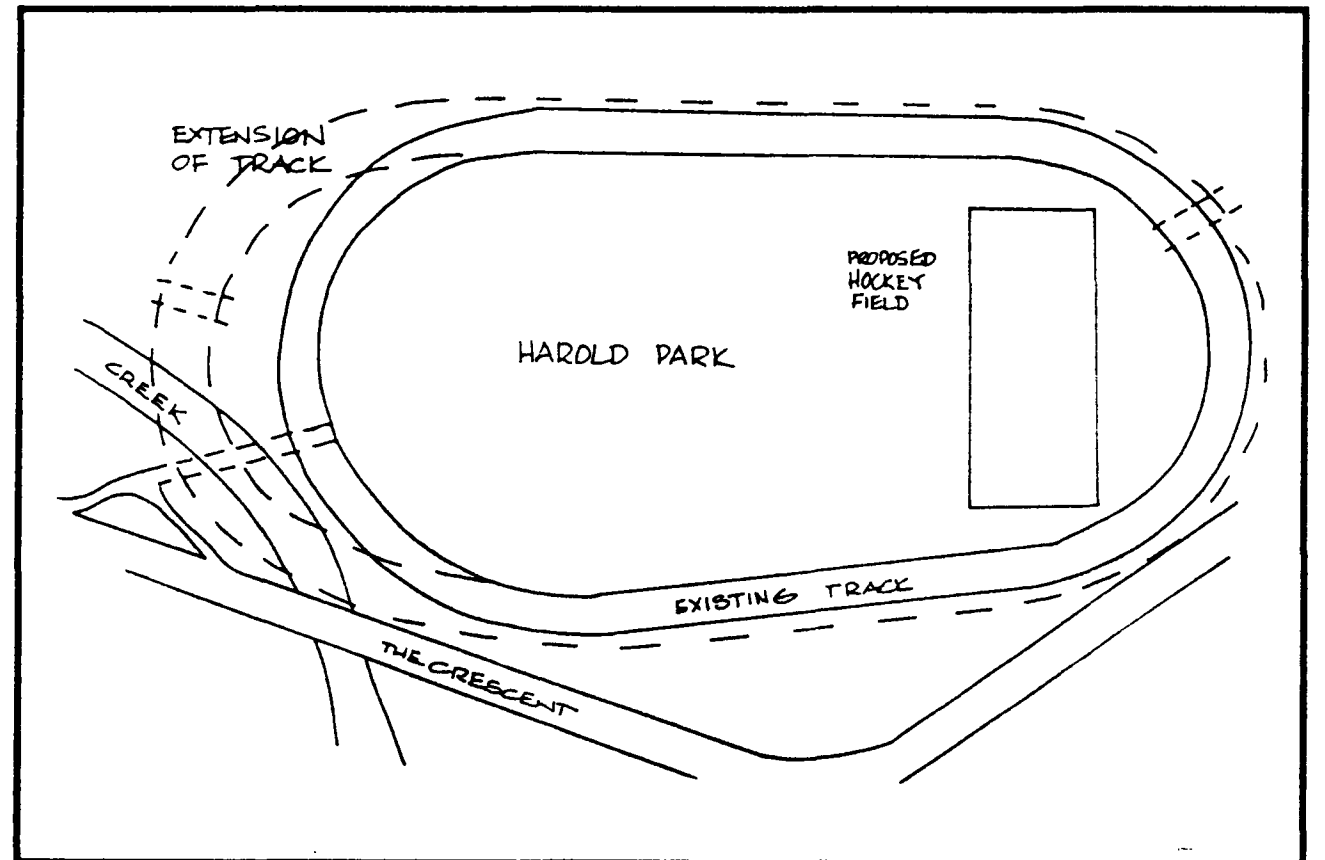 EXTENSION
OF TRACK
PROPOSED
HOCKEY
FIELD
HAROLD PARK
CREEK
EXISTING TRACK
THE CRESCENT